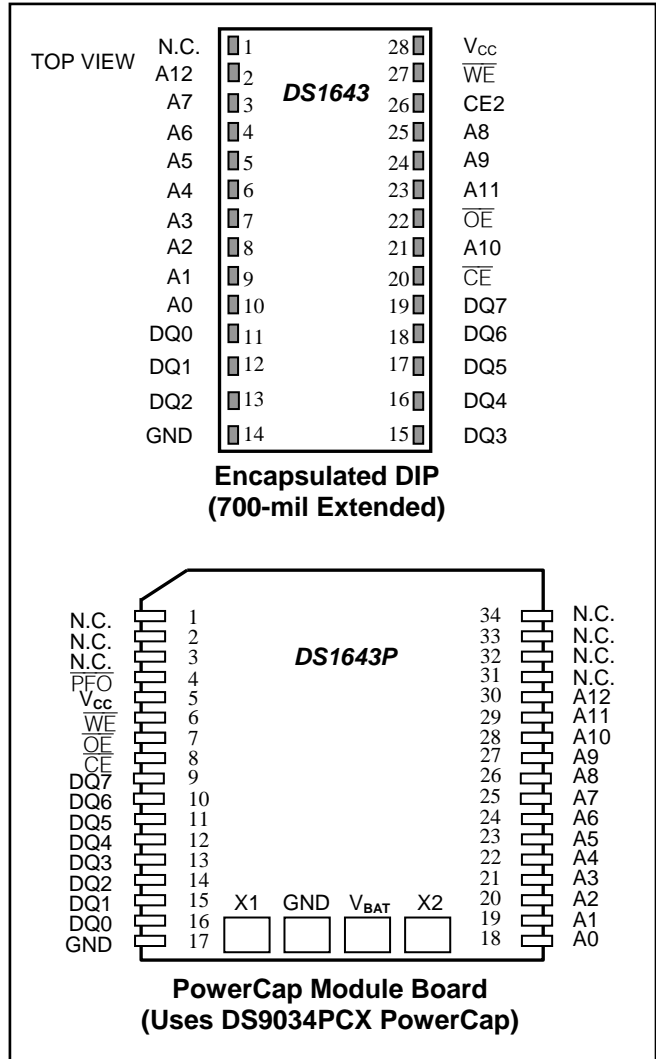 TOP VIEW
DS1643
N.C. 1 28 VCC
A12 2 27 WE
A7 3 26 CE2
A6 4 25 A8
A5 5 24 A9
A4 6 23 A11
A3 7 22 OE
A2 8 21 A10
A1 9 20 CE
A0 10 19 DQ7
DQ0 11 18 DQ6
DQ1 12 17 DQ5
DQ2 13 16 DQ4
GND 14 15 DQ3
Encapsulated DIP
(700-mil Extended)
DS1643P
N.C. 1 34 N.C.
N.C. 2 33 N.C.
N.C. 3 32 N.C.
PFO 4 31 N.C.
VCC 5 30 A12
WE 6 29 A11
OE 7 28 A10
CE 8 27 A9
DQ7 9 26 A8
DQ6 10 25 A7
DQ5 11 24 A6
DQ4 12 23 A5
DQ3 13 22 A4
DQ2 14 21 A3
DQ1 15 20 A2
DQ0 16 19 A1
GND 17 18 A0
X1 GND VBAT X2
PowerCap Module Board
(Uses DS9034PCX PowerCap)